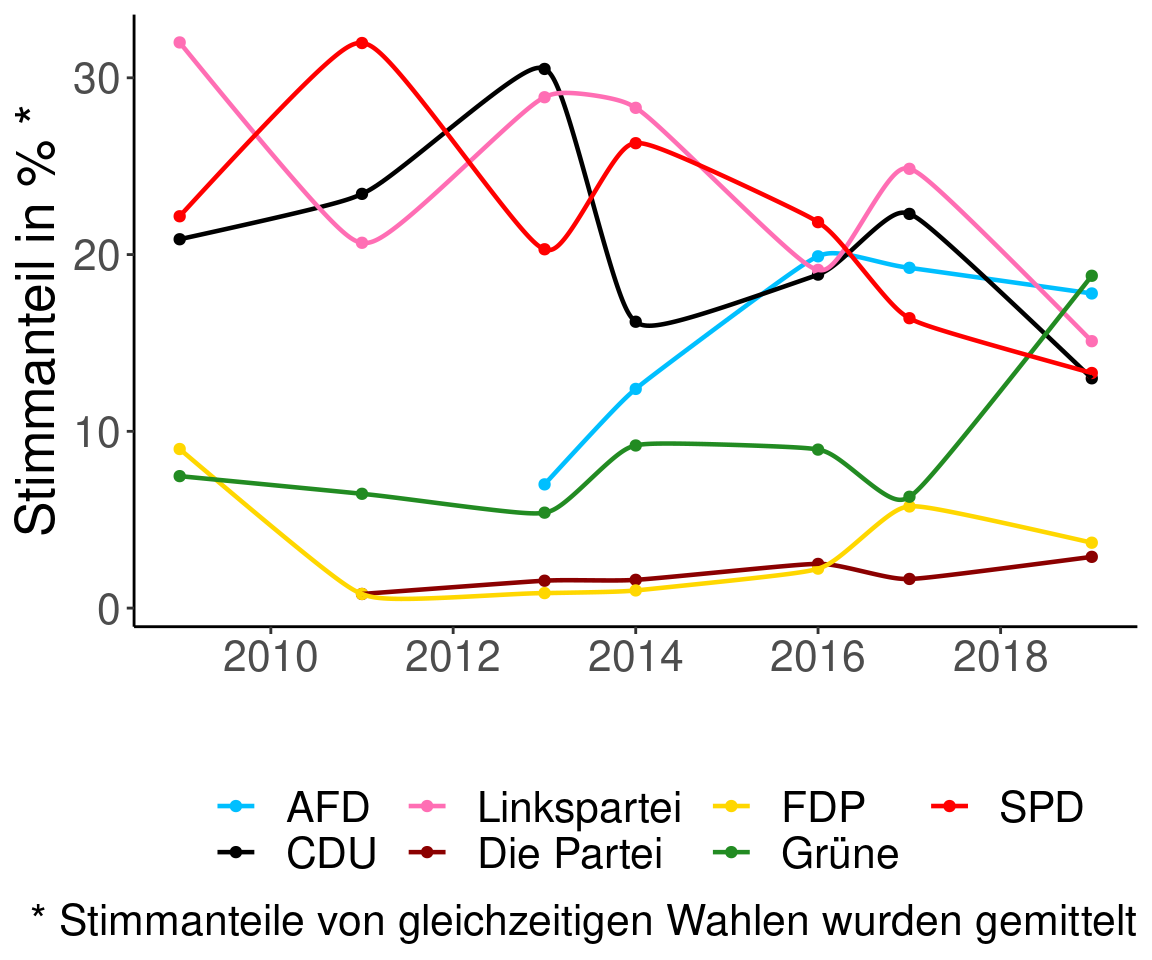 Stimmanteil in % *
30
20
10
0
2010 2012 2014 2016 2018
AFD Linkspartei FDP SPD
CDU Die Partei Grüne
* Stimmanteile von gleichzeitigen Wahlen wurden gemittelt